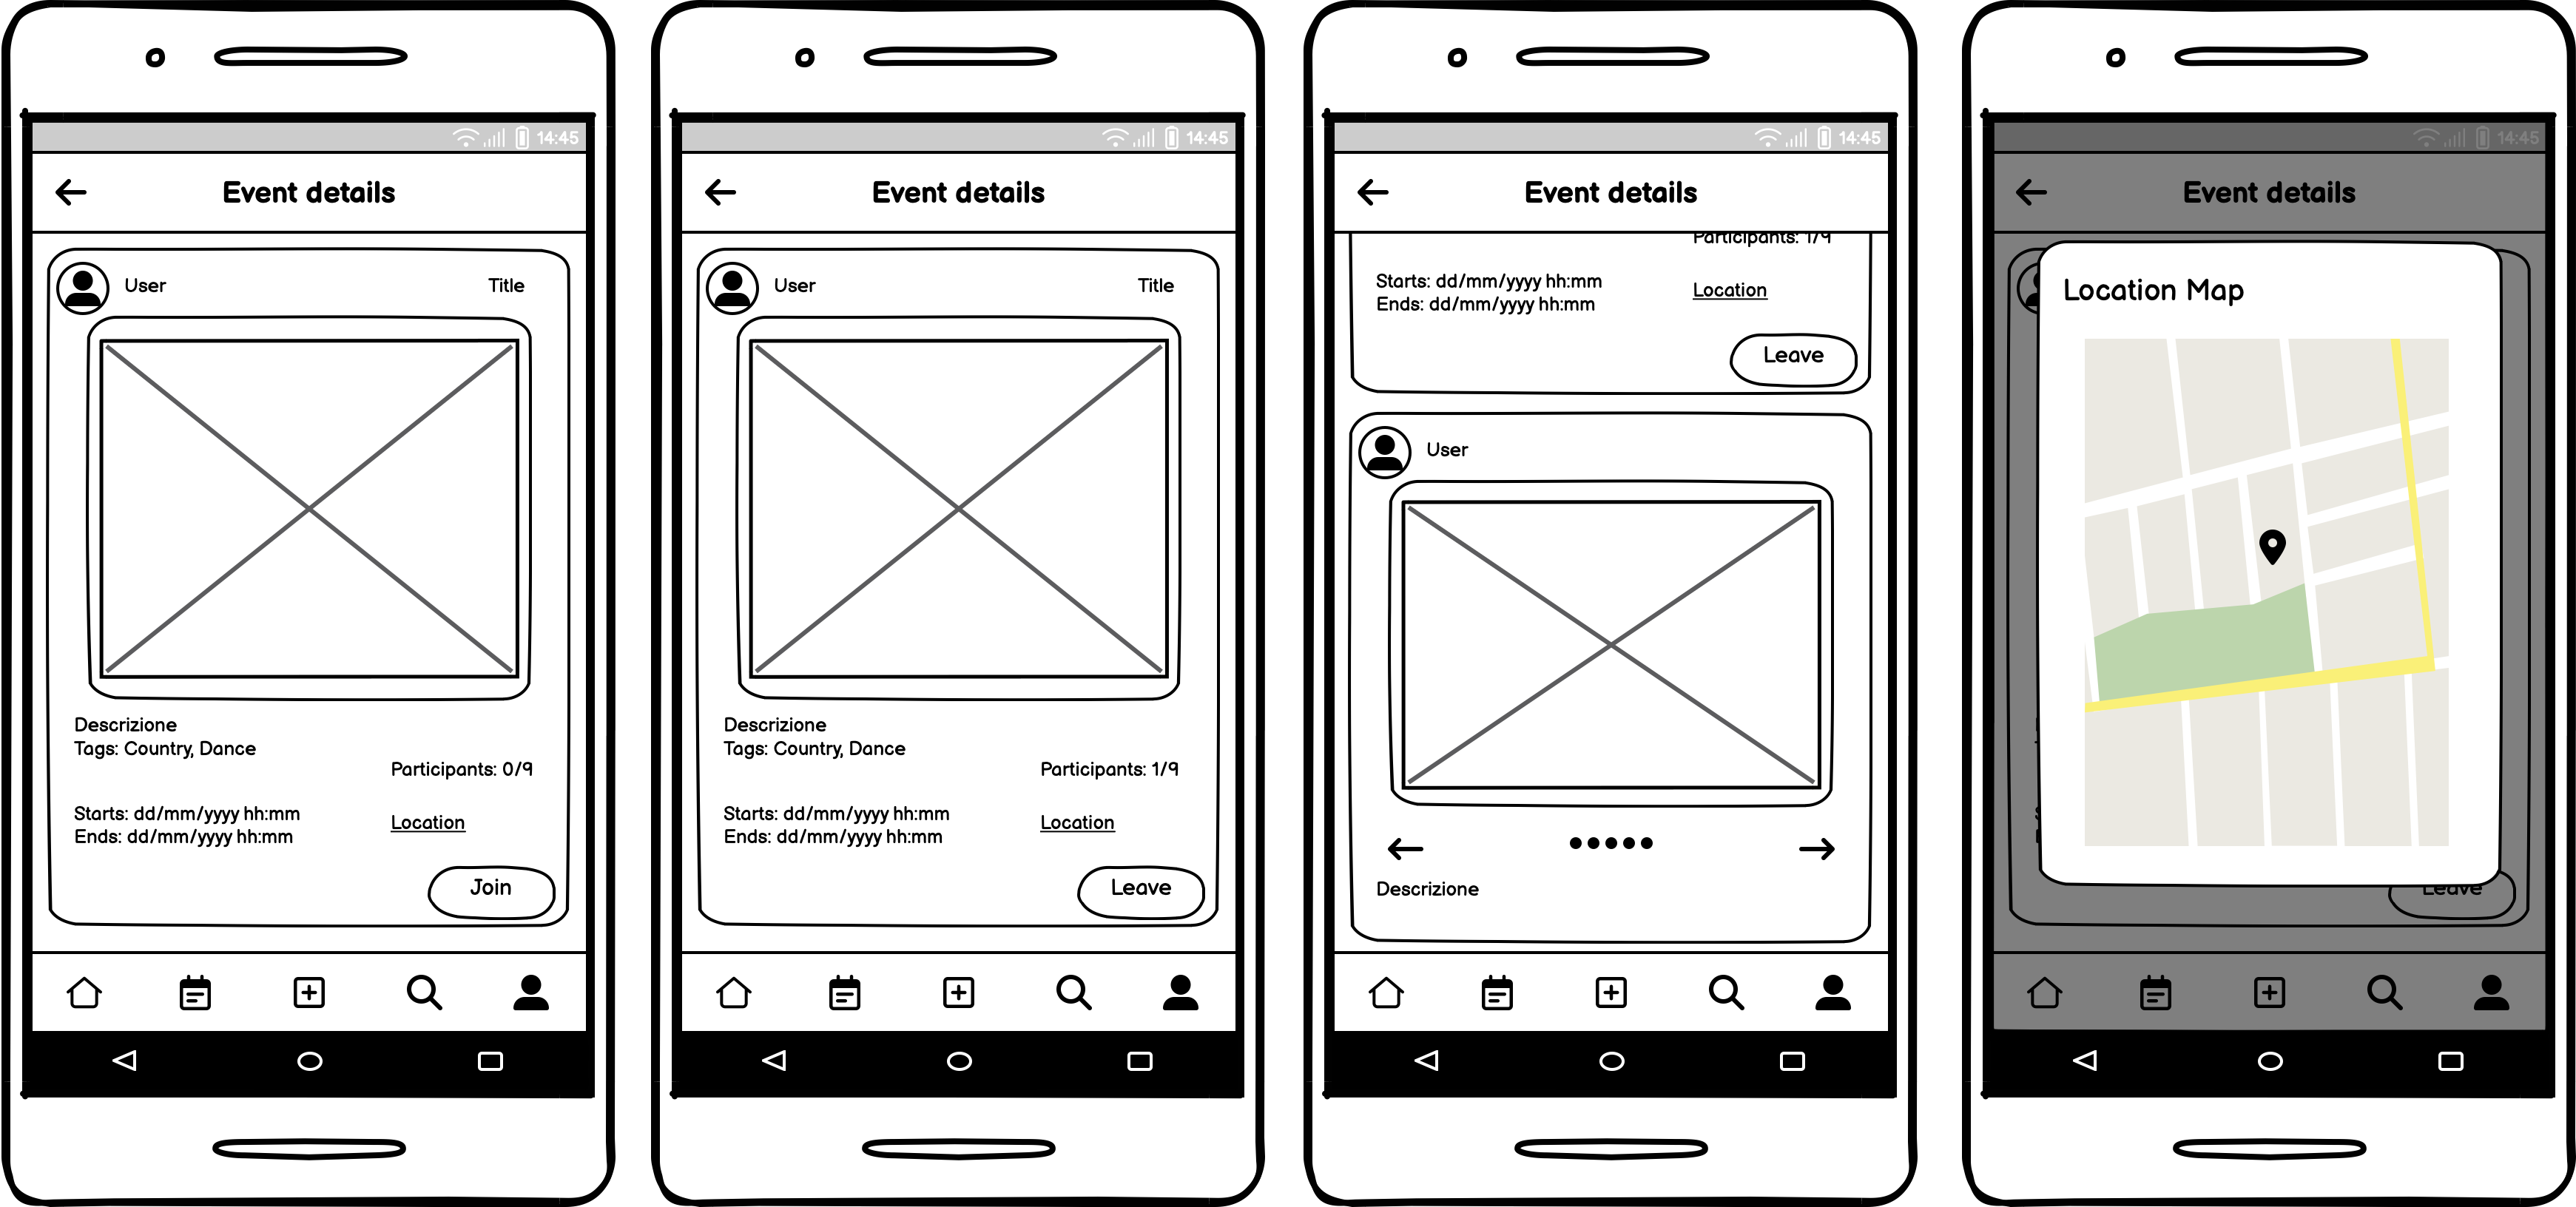 14:45
Event details
User
Title
Descrizione
Tags: Country, Dance
Participants: 0/9
Starts: dd/mm/yyyy hh:mm
Ends: dd/mm/yyyy hh:mm
Location
Join
14:45
Event details
User
Title
Descrizione
Tags: Country, Dance
Participants: 1/9
Starts: dd/mm/yyyy hh:mm
Ends: dd/mm/yyyy hh:mm
Location
Leave
14:45
Event details
Participants: 1/9
Starts: dd/mm/yyyy hh:mm
Ends: dd/mm/yyyy hh:mm
Location
Leave
User
Descrizione
14:45
Event details
Location Map
Leave